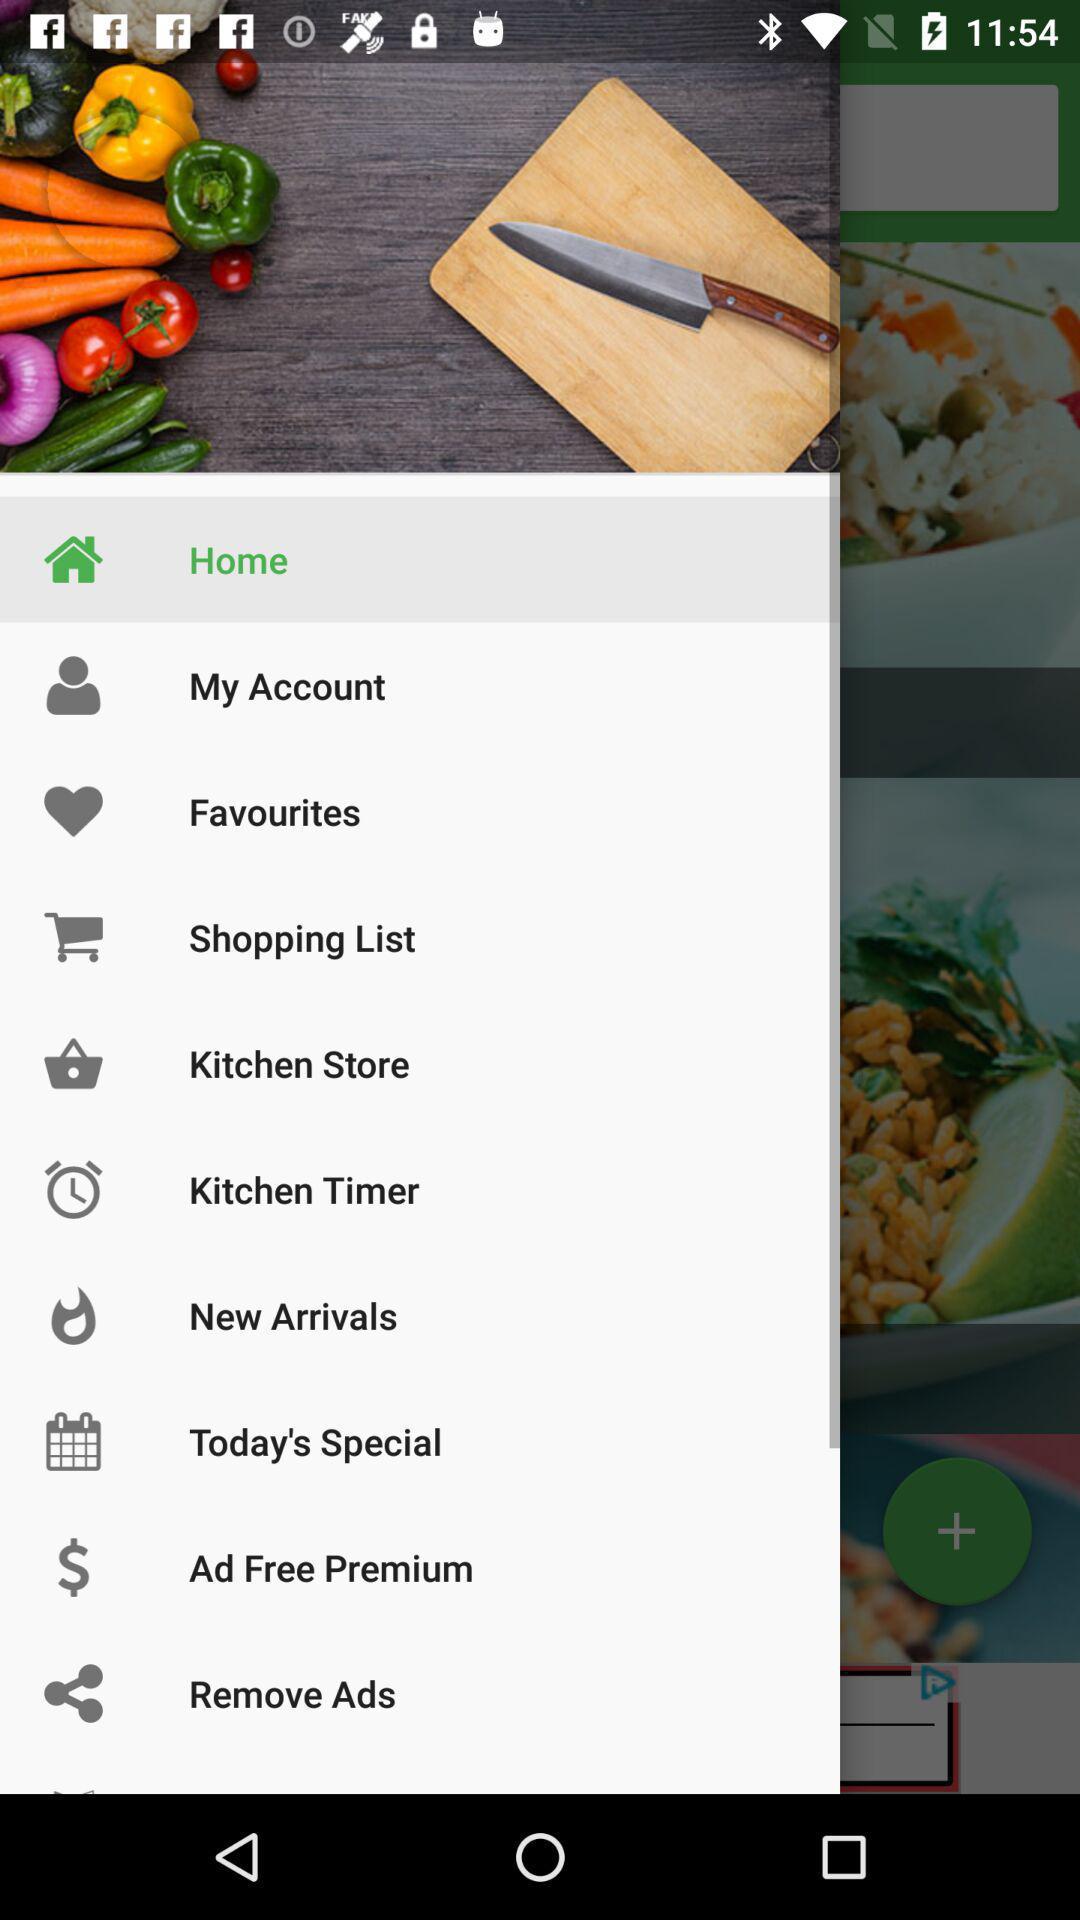 FAKE
11:54
Home
My Account
Favourites
Shopping List
Kitchen Store
Kitchen Timer
New Arrivals
Today's Special
Ad Free Premium
Remove Ads